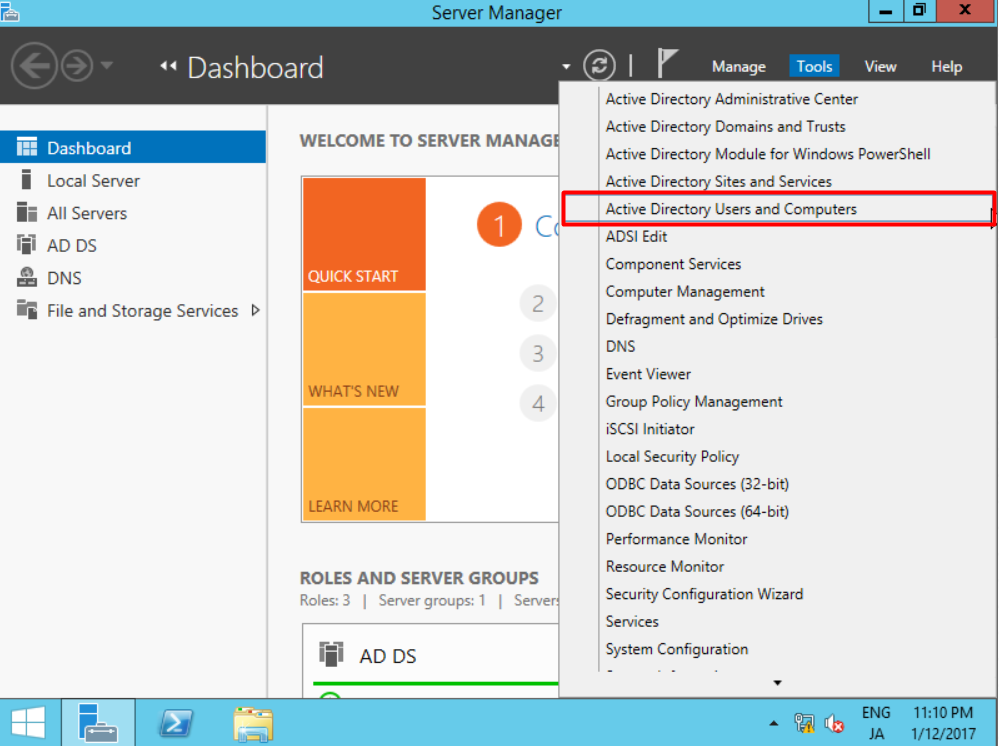 Server Manager
Dashboard
Manage Tools View Help
Dashboard
Local Server
All Servers
AD DS
DNS
File and Storage Services
WELCOME TO SERVER MANAGE
QUICK START
WHAT'S NEW
LEARN MORE
1 Co
2
3
4
ROLES AND SERVER GROUPS
Roles: 3 | Server groups: 1 | Servers
AD DS
Active Directory Administrative Center
Active Directory Domains and Trusts
Active Directory Module for Windows PowerShell
Active Directory Sites and Services
Active Directory Users and Computers
ADSI Edit
Component Services
Computer Management
Defragment and Optimize Drives
DNS
Event Viewer
Group Policy Management
iSCSI Initiator
Local Security Policy
ODBC Data Sources (32-bit)
ODBC Data Sources (64-bit)
Performance Monitor
Resource Monitor
Security Configuration Wizard
Services
System Configuration
ENG 11:10 PM
JA 1/12/2017